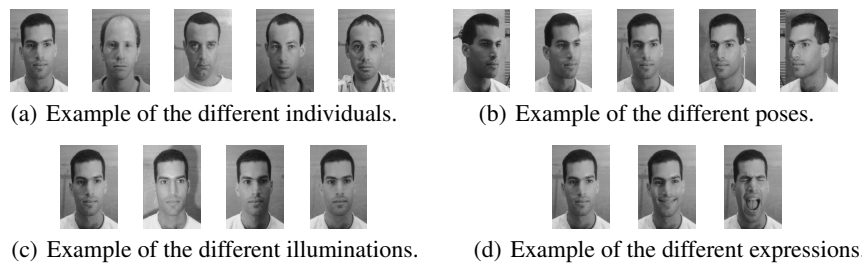 (a) Example of the different individuals.
(b) Example of the different poses.
(c) Example of the different illuminations.
(d) Example of the different expressions